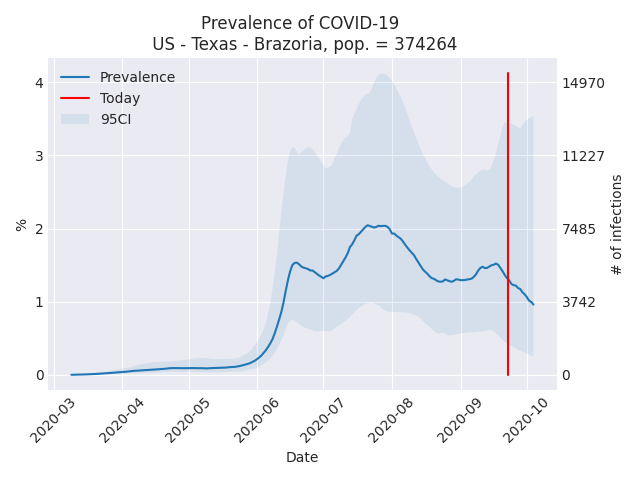 Prevalence of COVID-19
US - Texas - Brazoria, pop. = 374264
Prevalence
Today
95CI
%
4
3
2
1
0
14970
11227
7485
3742
0
# of infections
2020-03
2020-04
2020-05
2020-06
2020-07
2020-08
2020-09
2020-10
Date